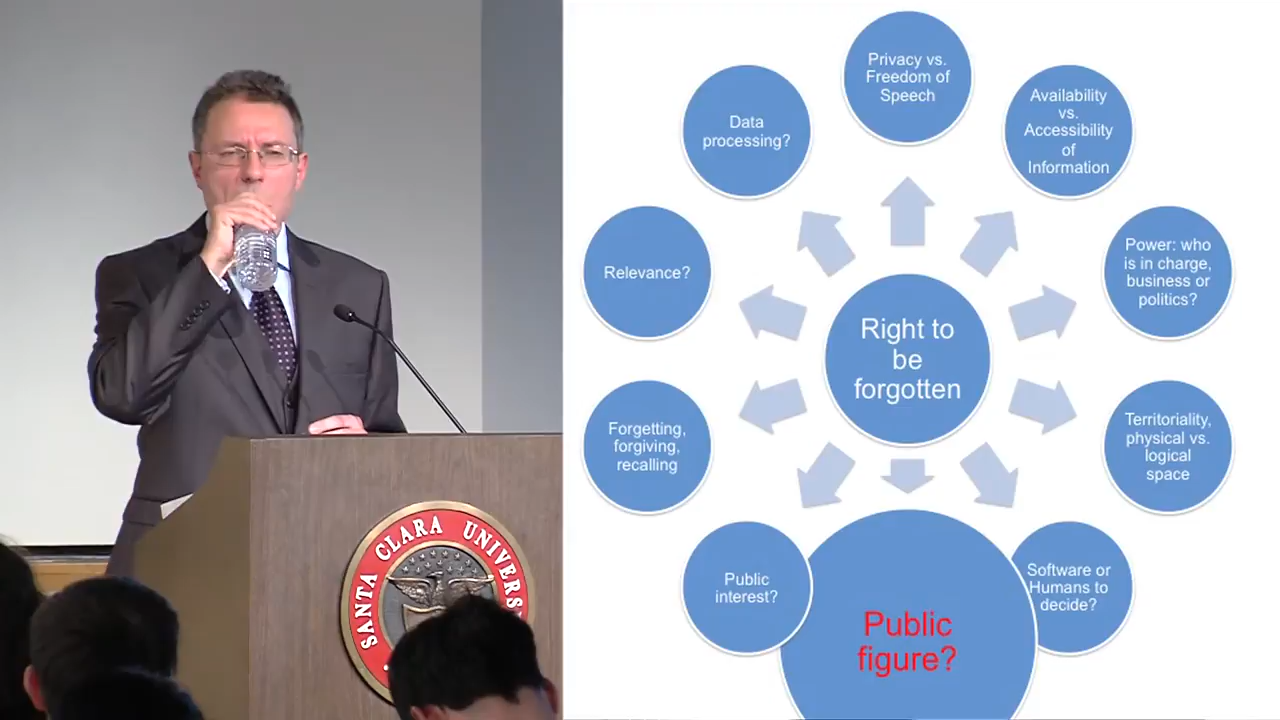 Privacy vs.
Freedom of
Speech
Availability
vs.
Accessibility
of
Information
Power: who
is in charge,
business or
politics?
Territoriality,
physical vs.
logical
space
Software or
Humans to
decide?
Public
figure?
Public
interest?
Forgetting,
forgiving,
recalling
Relevance?
Data
processing?
Right to
be
forgotten
SANTA CLARA UNIVERS